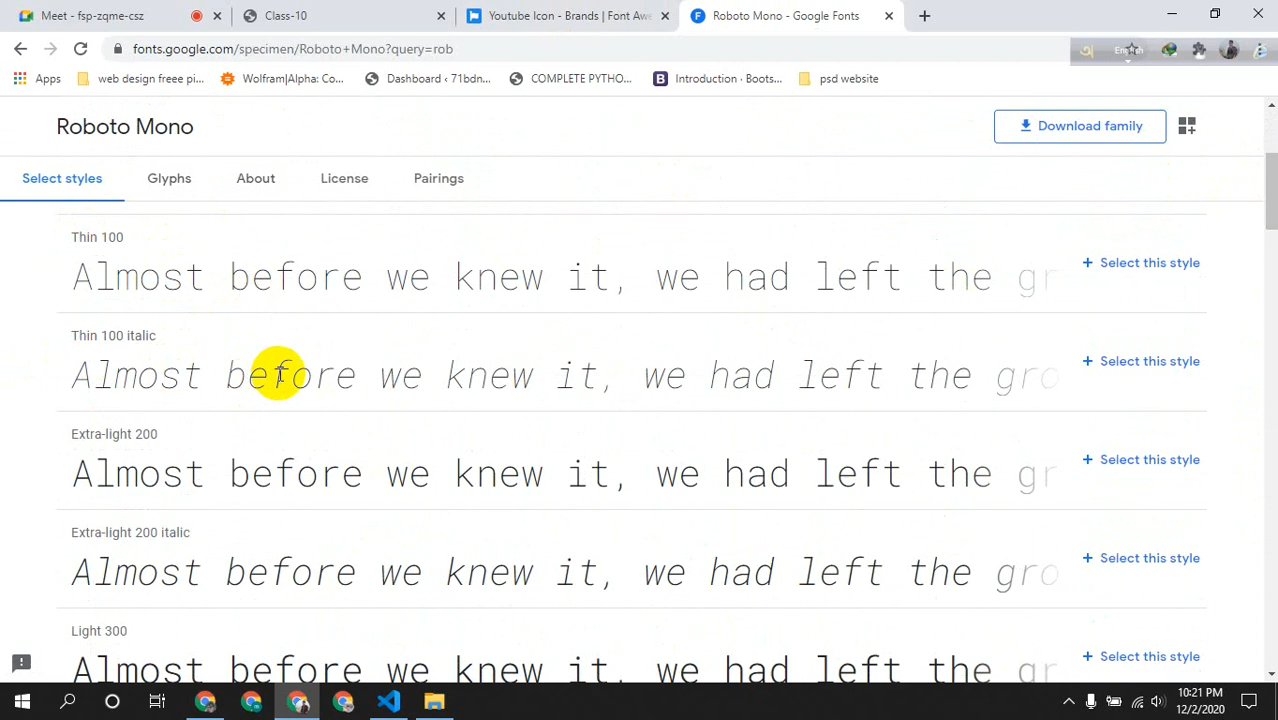 Meet - fsp-zqme-csz
Class-10
Youtube Icon - Brands | Font Awe
Roboto Mono - Google Fonts
fonts.google.com/specimen/Roboto+Mono?query=rob
English
Apps
web design freee pi...
Wolfram|Alpha: Co...
Dashboard ‹ 71bdn...
COMPLETE PYTHO...
Introduction · Boots...
psd website
Roboto Mono
Download family
Select styles
Glyphs
About
License
Pairings
Thin 100
Almost before we knew it, we had left the gr
+ Select this style
Thin 100 italic
Almost before we knew it, we had left the gro
+ Select this style
Extra-light 200
Almost before we knew it, we had left the gr
+ Select this style
Extra-light 200 italic
Almost before we knew it, we had left the gro
+ Select this style
Light 300
Almost before we knew it, we had left the gr
+ Select this style
10:21 PM
12/2/2020